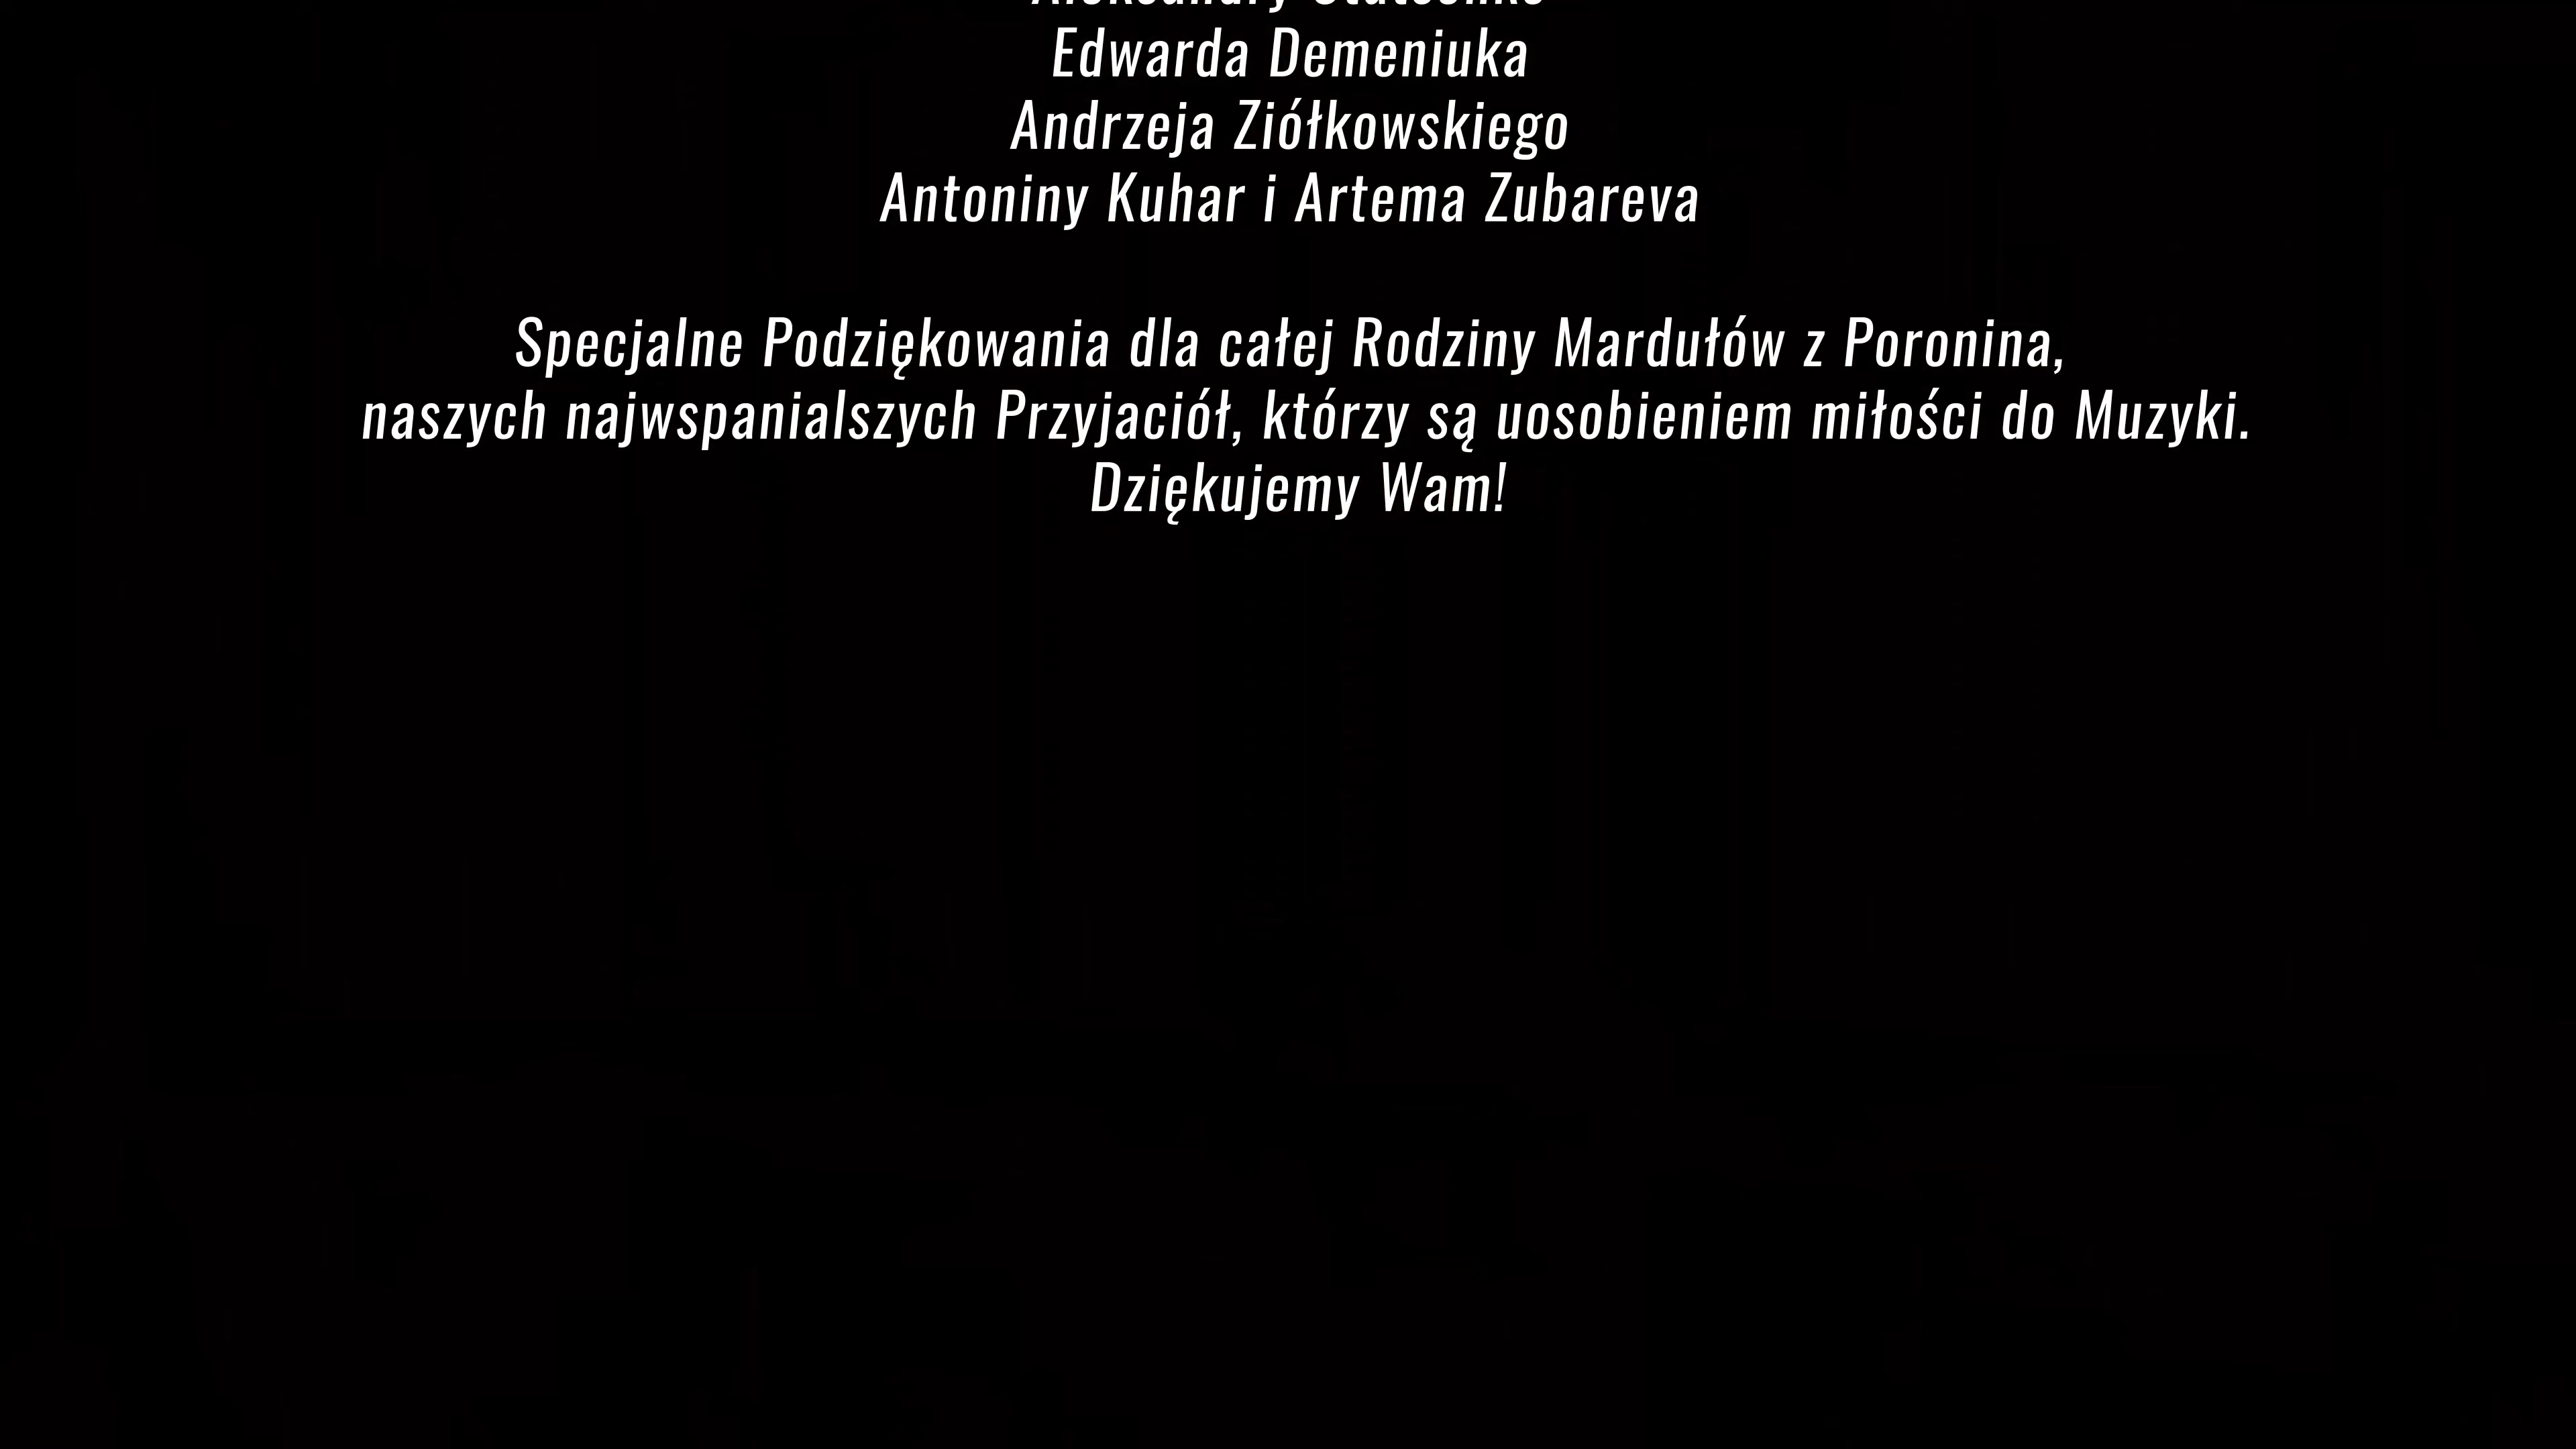 Edwarda Demeniuka
Andrzeja Ziółkowskiego
Antoniny Kuhar i Artema Zubareva
Specjalne Podziękowania dla całej Rodziny Mardułów z Poronina,
naszych najwspanialszych Przyjaciół, którzy są uosobieniem miłości do Muzyki.
Dziękujemy Wam!